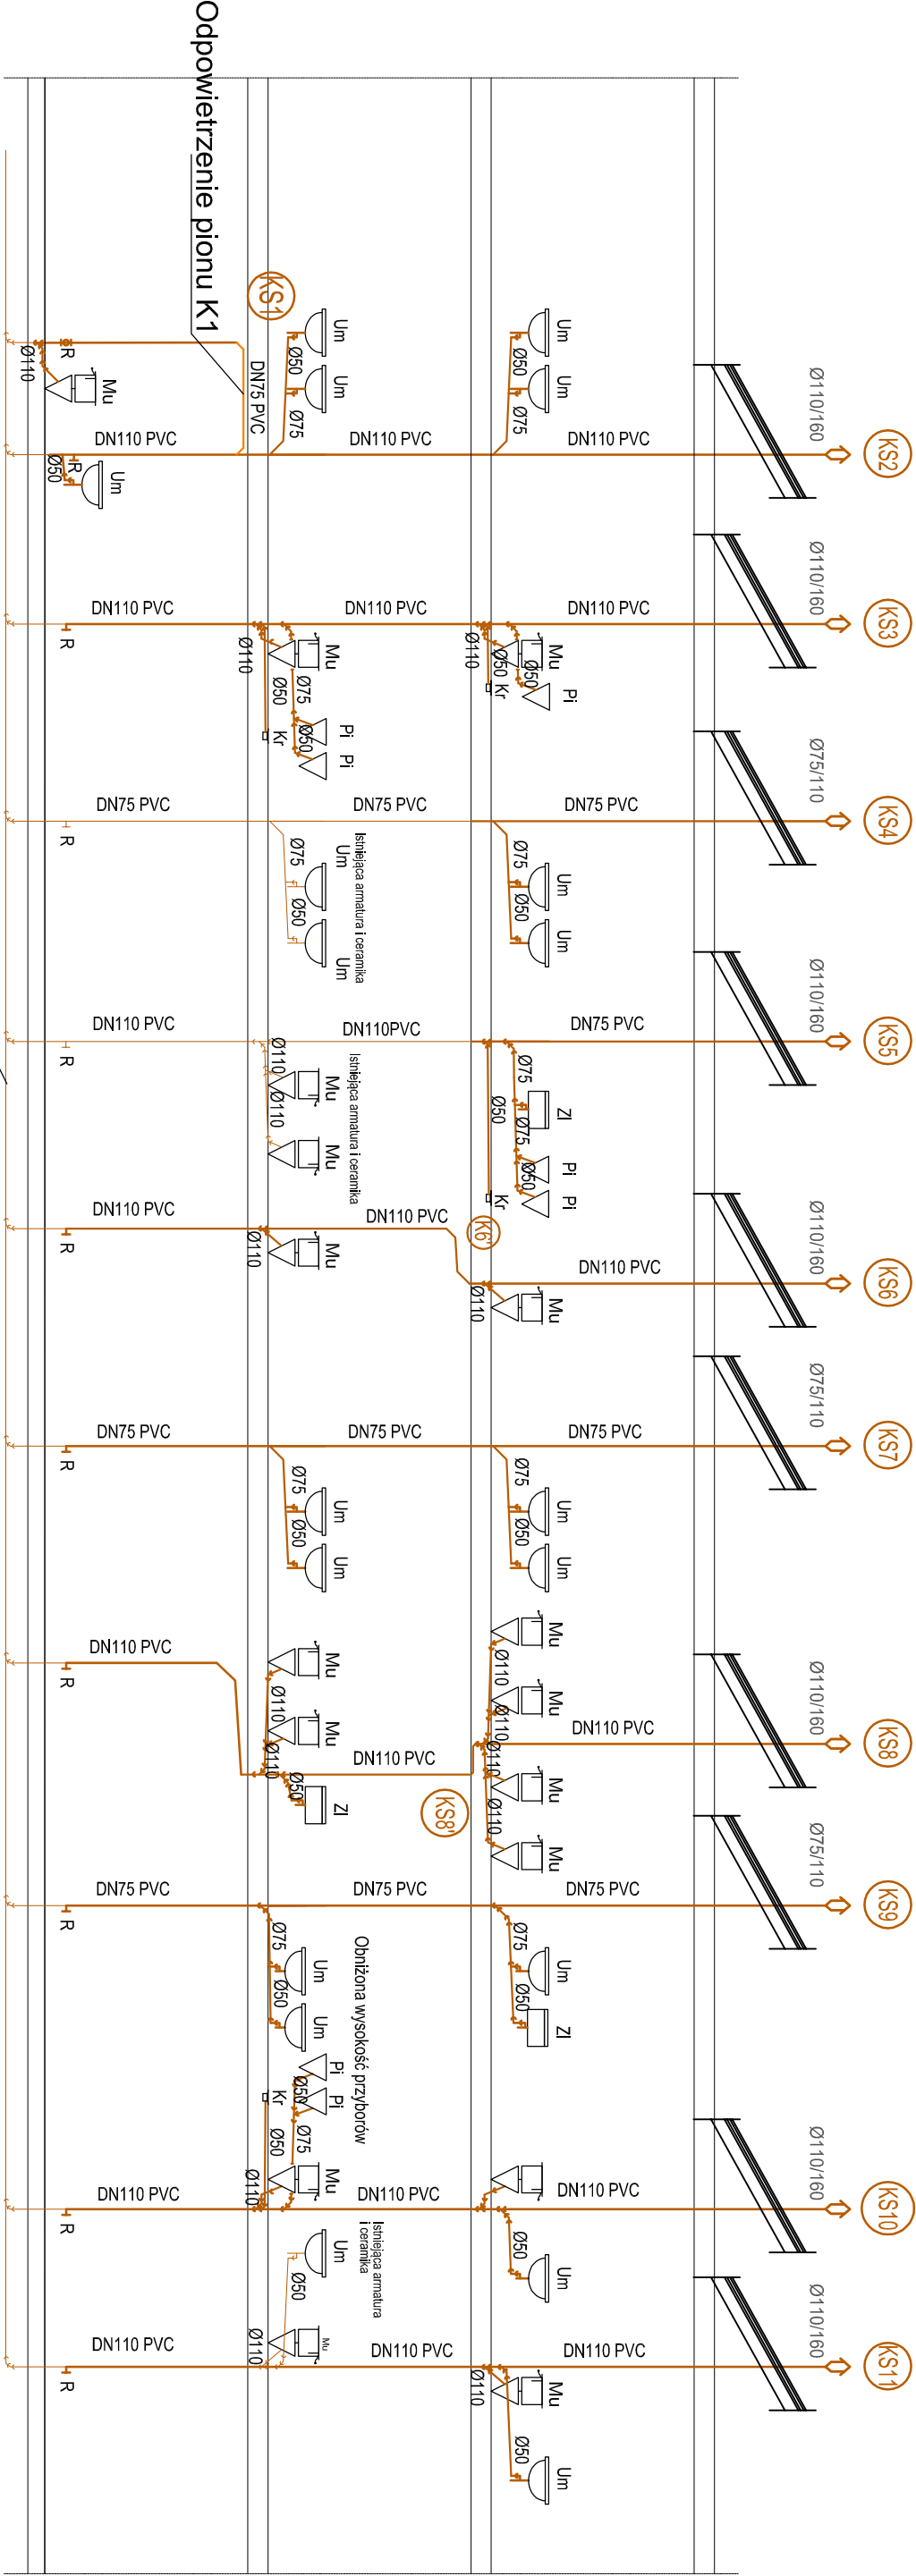 KS2
KS3
KS4
KS5
KS6
KS7
KS8
KS9
KS10
KS11
Ø110/160
Ø110/160
Ø75/110
Ø110/160
Ø110/160
Ø75/110
Ø110/160
Ø75/110
Ø110/160
Ø110/160
DN110 PVC
DN110 PVC
DN75 PVC
DN75 PVC
DN110 PVC
DN75 PVC
DN110 PVC
DN75 PVC
DN110 PVC
DN110 PVC
Um
Um
Ø50
Ø75
Mu
Pi
Ø50
Ø50
Kr
Ø110
Um
Um
Ø75
Ø50
Zl
Pi
Pi
Ø75
Ø75
Ø50
Ø50
Kr
K6'
Mu
Ø110
Um
Um
Ø75
Ø50
Mu
Mu
Mu
Mu
Ø110
Ø110
Ø110
Ø110
KS8'
Um
Zl
Ø75
Ø50
Um
Ø50
Mu
Um
Ø110
Ø50
DN110 PVC
DN110 PVC
DN75 PVC
DN110PVC
DN110 PVC
DN75 PVC
DN110 PVC
DN75 PVC
DN110 PVC
DN110 PVC
KS1
Um
Um
Ø50
Ø75
Mu
Pi
Pi
Ø75
Ø50
Ø50
Kr
Ø110
Istniejąca armatura i ceramika
Um
Um
Ø75
Ø50
Istniejąca armatura i ceramika
Mu
Mu
Ø110
Ø110
Mu
Ø110
Um
Um
Ø75
Ø50
Mu
Mu
Zl
Ø110
Ø110
Ø50
Obniżona wysokość przyborów
Um
Um
Ø75
Ø50
Pi
Pi
Mu
Ø50
Ø75
Kr
Ø50
Ø110
Istniejąca armatura
i ceramika
Um
Ø50
Mu
Ø110
Odpowietrzenie pionu K1
DN75 PVC
DN110 PVC
DN110 PVC
DN75 PVC
DN110 PVC
DN110 PVC
DN75 PVC
DN110 PVC
DN75 PVC
DN110 PVC
DN110 PVC
Mu
R
Ø110
Um
R
Ø50
R
R
R
R
R
R
R
R
R